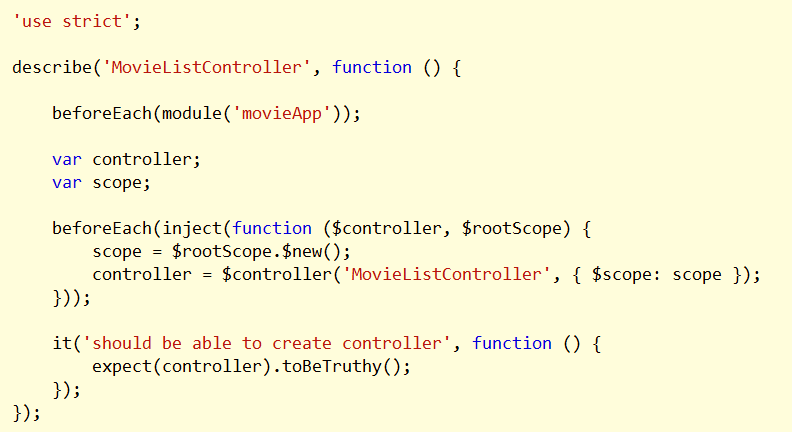 'use strict';

describe('MovieListController', function () {

    beforeEach(module('movieApp'));

    var controller;
    var scope;

    beforeEach(inject(function ($controller, $rootScope) {
        scope = $rootScope.$new();
        controller = $controller('MovieListController', { $scope: scope });
    }));

    it('should be able to create controller', function () {
        expect(controller).toBeTruthy();
    });
});